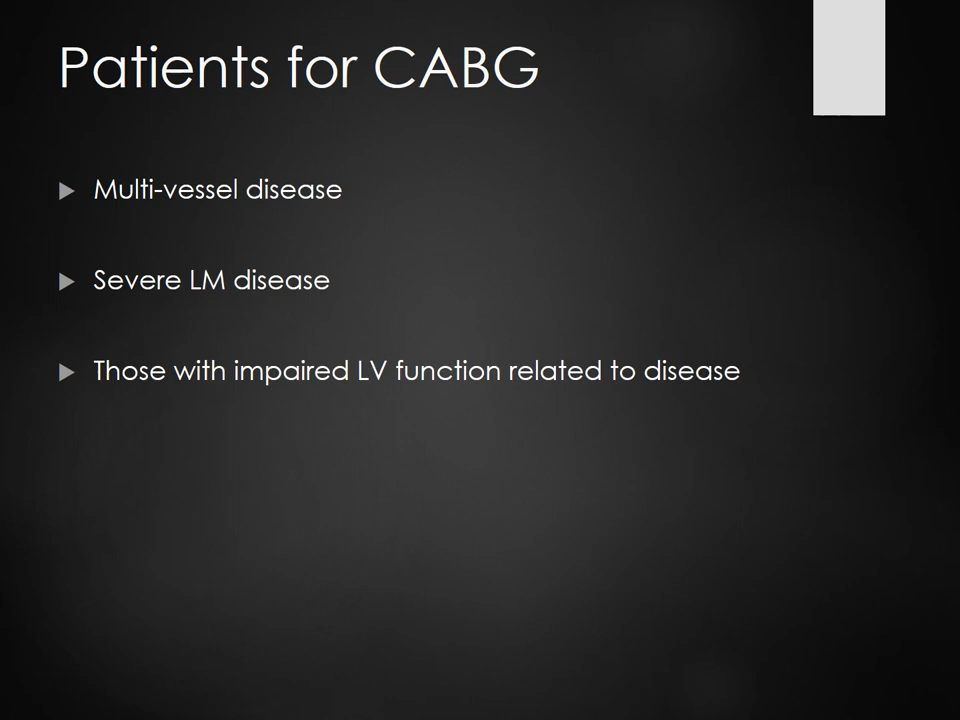 Patients for CABG
Multi-vessel disease
Severe LM disease
Those with impaired LV function related to disease